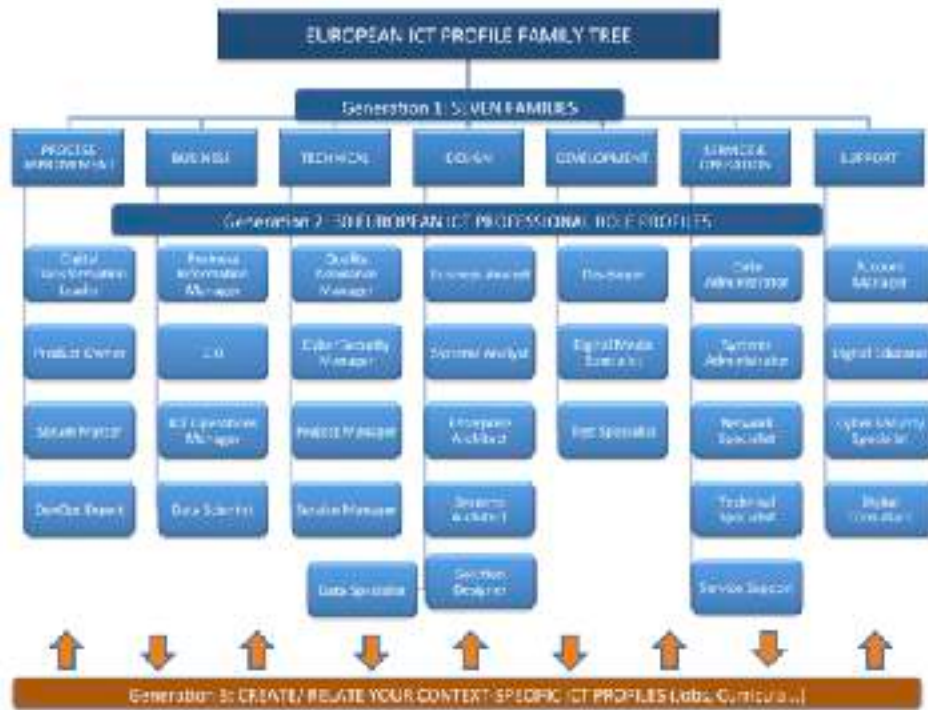 EUROPEAN ICT PROFILE FAMILY TREE
Generation 1: SEVEN FAMILIES
PROCESS
IMPROVEMENT
BUSINESS
TECHNICAL
DESIGN
DEVELOPMENT
SERVICE &
OPERATION
SUPPORT
Generation 2: 30 EUROPEAN ICT PROFESSIONAL ROLE PROFILES
Digital
Transformation
Leader
Business
Information
Manager
Quality
Assurance
Manager
Business Analyst
Developer
Data
Administrator
Account
Manager
Product Owner
CIO
Cyber Security
Manager
Systems Analyst
Digital Media
Specialist
Systems
Administrator
Digital Educator
Scrum Master
ICT Operations
Manager
Project Manager
Enterprise
Architect
Test Specialist
Network
Specialist
Cyber Security
Specialist
DevOps Expert
Data Scientist
Service Manager
Systems
Architect
Technical
Specialist
Digital
Consultant
Data Specialist
Solution
Designer
Service Support
Generation 3: CREATE/ RELATE YOUR CONTEXT SPECIFIC ICT PROFILES (Jobs, Curricula...)